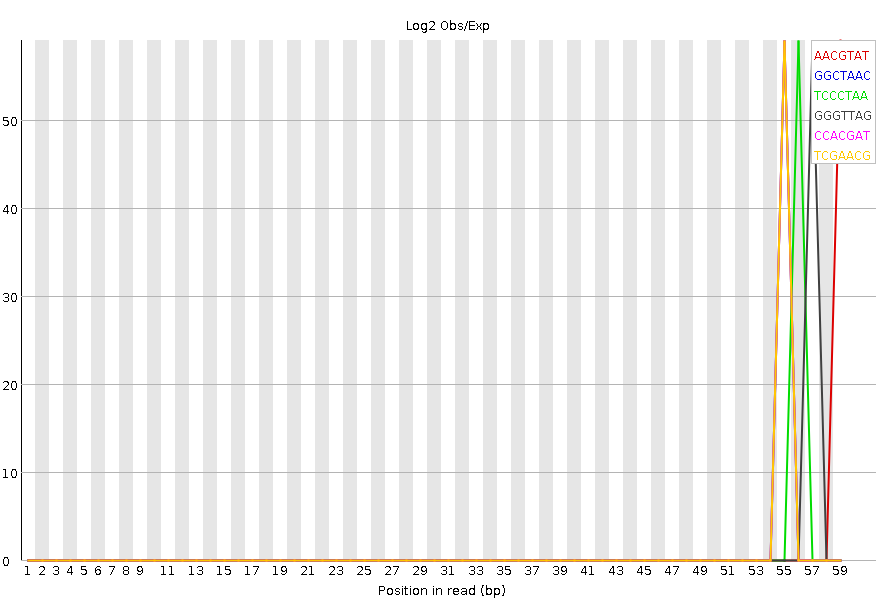 Log2 Obs/Exp
AACGTAT
GGCTAAC
TCCCTAA
GGGTTAG
CCACGAT
TCGAACG
50
40
30
20
10
0
1 2 3 4 5 6 7 8 9 11 13 15 17 19 21 23 25 27 29 31 33 35 37 39 41 43 45 47 49 51 53 55 57 59
Position in read (bp)